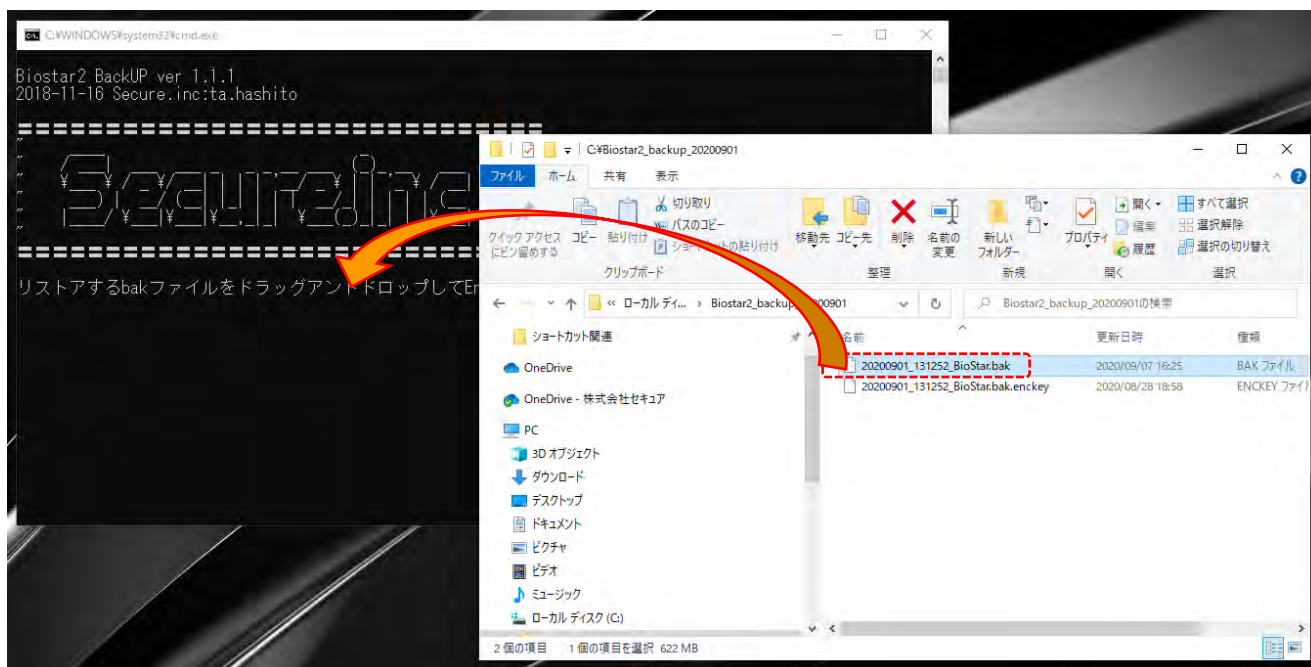 C:¥WINDOWS¥system32¥cmd.exe
Biostar2 BackUP ver 1.1.1
2018-11-16 Secure.inc:ta.hashito
リストアするbakファイルをドラッグアンドドロップしてEn
C:¥Biostar2_backup_20200901
ファイル ホーム 共有 表示
クイック アクセス にピン留めする
コピー
貼り付け
切り取り
パスのコピー
ショートカットの貼り付け
移動先
コピー先
削除
名前の変更
新しいフォルダー
プロパティ
開く
編集
履歴
すべて選択
選択解除
選択の切り替え
クリップボード 整理 新規 開く 選択
« ローカル ディ... › Biostar2_backup_20200901
Biostar2_backup_20200901の検索
名前 更新日時 種類
20200901_131252_BioStar.bak 2020/09/07 16:25 BAK ファイル
20200901_131252_BioStar.bak.enckey 2020/08/28 18:58 ENCKEY ファイ
ショートカット関連
OneDrive
OneDrive - 株式会社セキュア
PC
3D オブジェクト
ダウンロード
デスクトップ
ドキュメント
ピクチャ
ビデオ
ミュージック
ローカル ディスク (C:)
2 個の項目 1 個の項目を選択 622 MB